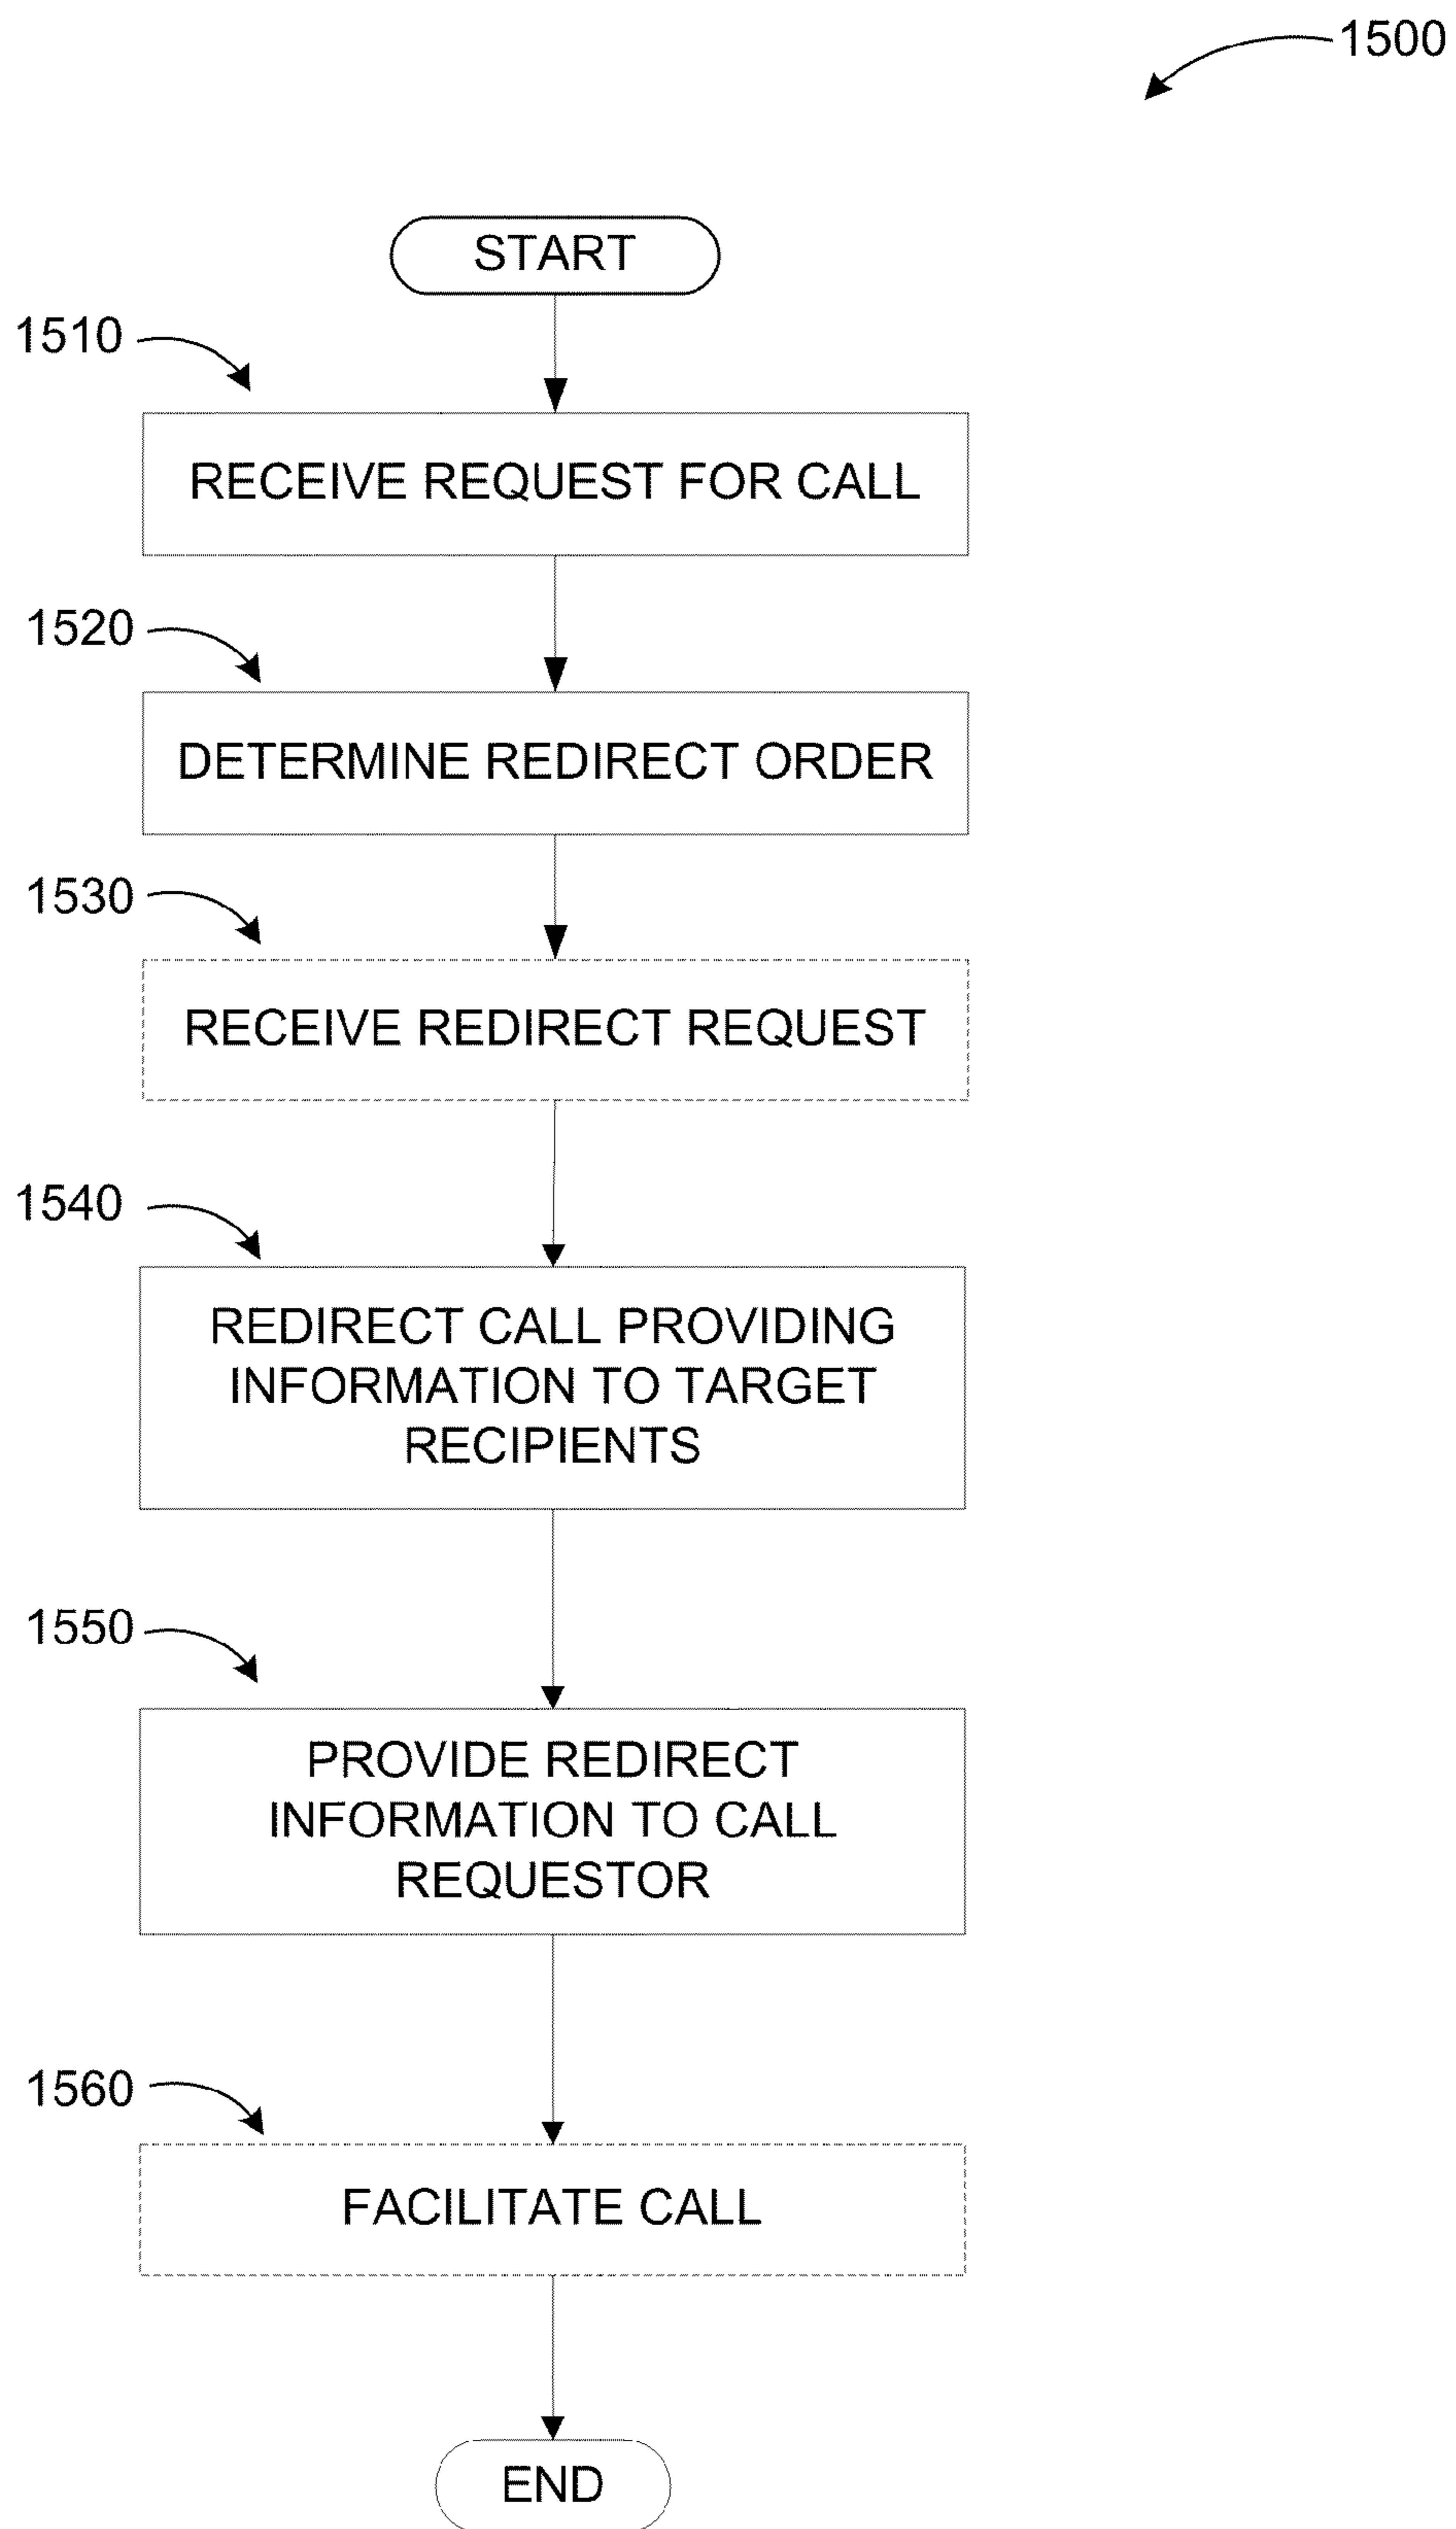 1500
START
1510
RECEIVE REQUEST FOR CALL
1520
DETERMINE REDIRECT ORDER
1530
RECEIVE REDIRECT REQUEST
1540
REDIRECT CALL PROVIDING
INFORMATION TO TARGET
RECIPIENTS
1550
PROVIDE REDIRECT
INFORMATION TO CALL
REQUESTOR
1560
FACILITATE CALL
END